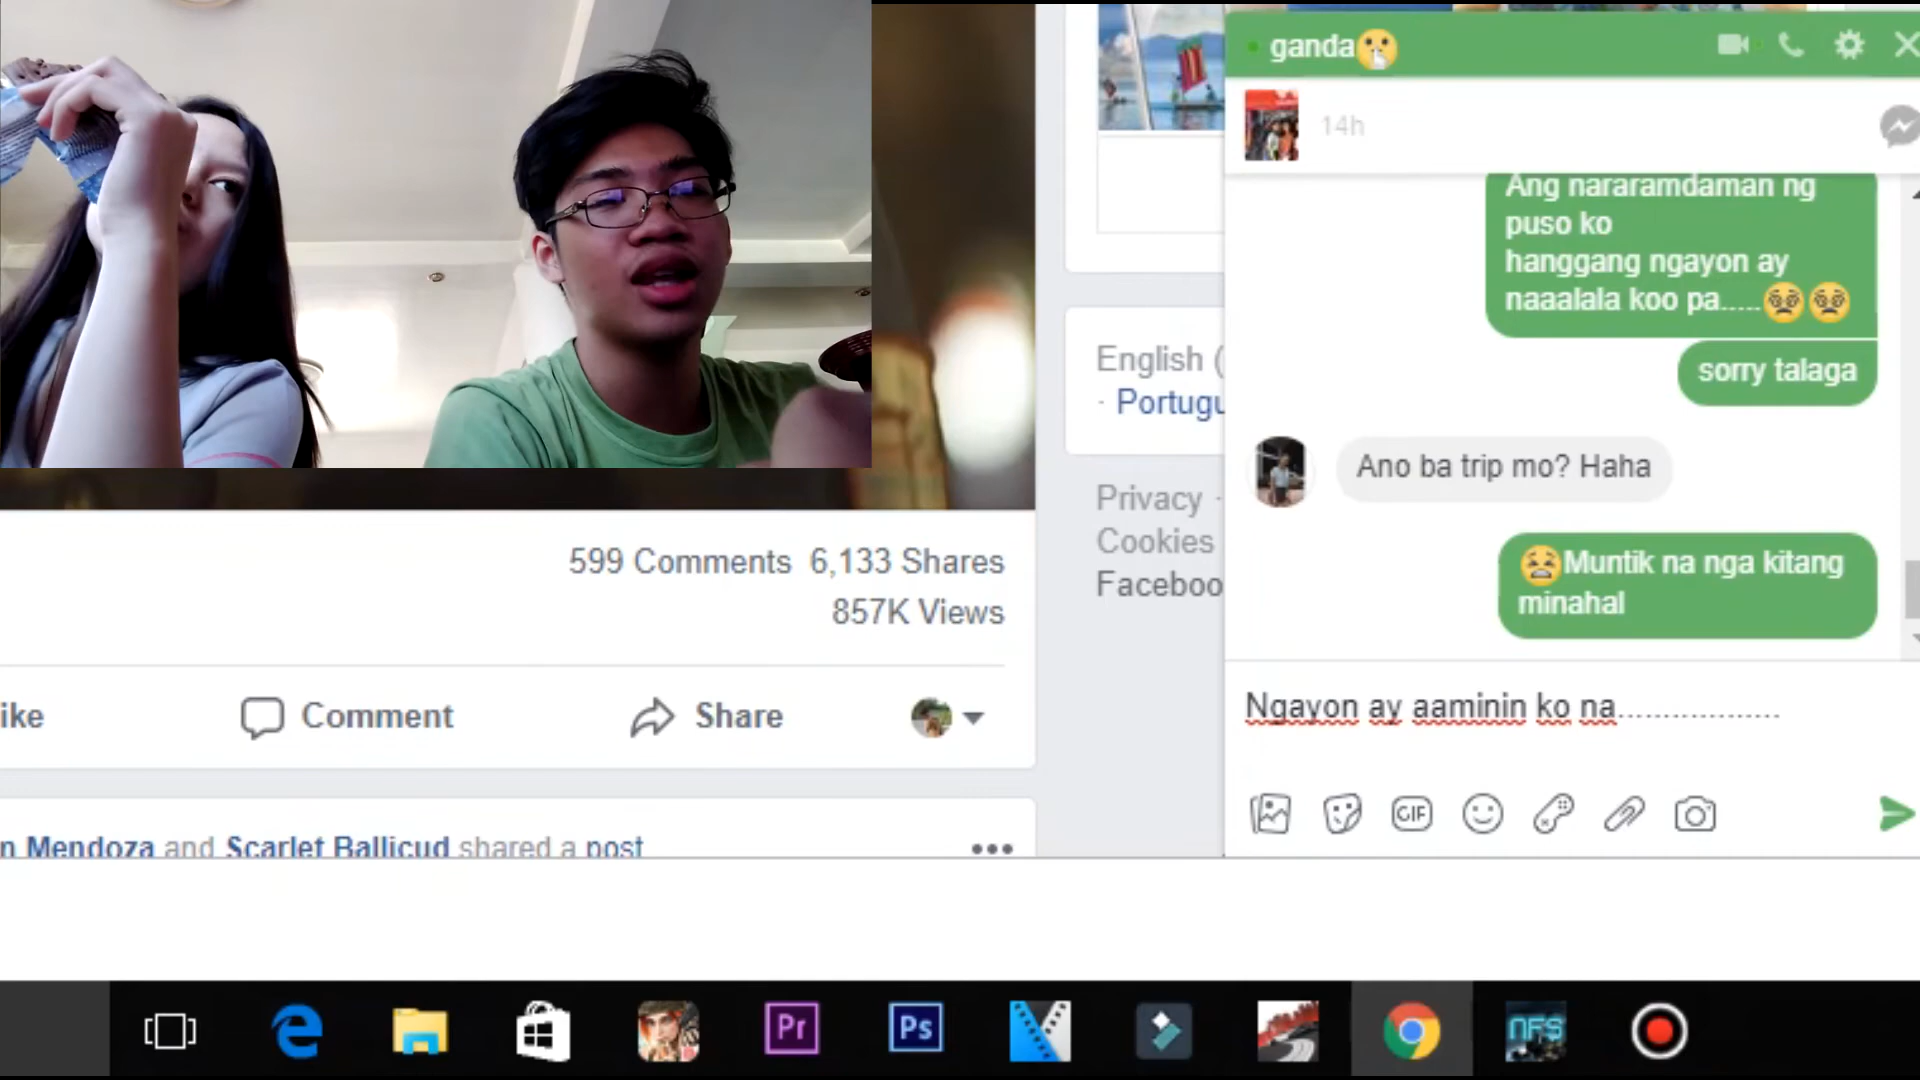 ganda
14h
Ang nararamdaman ng
puso ko
hanggang ngayon ay
naaalala koo pa.....
sorry talaga
Ano ba trip mo? Haha
Muntik na nga kitang
minahal
Ngayon ay aaminin ko na..................
GIF
English (
· Portugu
Privacy ·
Cookies
Faceboo
599 Comments 6,133 Shares
857K Views
ike
Comment
Share
n Mendoza and Scarlet Ballicud shared a post
Pr
Ps
NFS